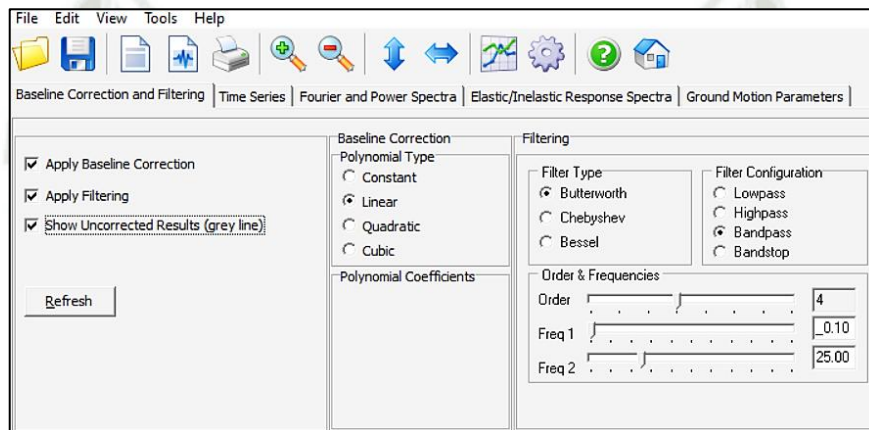 File Edit View Tools Help
Baseline Correction and Filtering Time Series Fourier and Power Spectra Elastic/Inelastic Response Spectra Ground Motion Parameters
Apply Baseline Correction
Apply Filtering
Show Uncorrected Results (grey line)
Refresh
Baseline Correction
Polynomial Type
Constant
Linear
Quadratic
Cubic
Polynomial Coefficients
Filtering
Filter Type
Butterworth
Chebyshev
Bessel
Filter Configuration
Lowpass
Highpass
Bandpass
Bandstop
Order & Frequencies
Order 4
Freq 1 _0.10
Freq 2 25.00